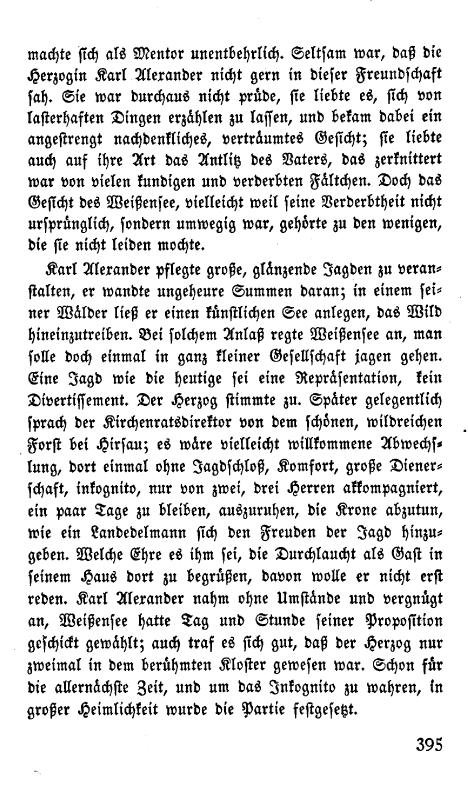 machte sich als Mentor unentbehrlich. Seltsam war, daß die
Herzogin Karl Alexander nicht gern in dieser Freundschaft
sah. Sie war durchaus nicht prüde, sie liebte es, sich von
lasterhaften Dingen erzählen zu lassen, und bekam dabei ein
angestrengt nachdenkliches, verträumtes Gesicht; sie liebte
auch auf ihre Art das Antlitz des Vaters, das zerknittert
war von vielen kundigen und verderbten Fältchen. Doch das
Gesicht des Weißensee, vielleicht weil seine Verderbtheit nicht
ursprünglich, sondern umwegig war, gehörte zu den wenigen,
die sie nicht leiden mochte.
Karl Alexander pflegte große, glänzende Jagden zu veran-
stalten, er wandte ungeheure Summen daran; in einem sei-
ner Wälder ließ er einen künstlichen See anlegen, das Wild
hineinzutreiben. Bei solchem Anlaß regte Weißensee an, man
solle doch einmal in ganz kleiner Gesellschaft jagen gehen.
Eine Jagd wie die heutige sei eine Repräsentation, kein
Divertissement. Der Herzog stimmte zu. Später gelegentlich
sprach der Kirchenratsdirektor von dem schönen, wildreichen
Forst bei Hirsau; es wäre vielleicht willkommene Abwechs-
lung, dort einmal ohne Jagdschloß, Komfort, große Diener-
schaft, inkognito, nur von zwei, drei Herren akkompagniert,
ein paar Tage zu bleiben, auszuruhen, die Krone abzutun,
wie ein Landedelmann sich den Freuden der Jagd hinzu-
geben. Welche Ehre es ihm sei, die Durchlaucht als Gast in
seinem Haus dort zu begrüßen, davon wolle er nicht erst
reden. Karl Alexander nahm ohne Umstände und vergnügt
an, Weißensee hatte Tag und Stunde seiner Proposition
geschickt gewählt; auch traf es sich gut, daß der Herzog nur
zweimal in dem berühmten Kloster gewesen war. Schon für
die allernächste Zeit, und um das Inkognito zu wahren, in
großer Heimlichkeit wurde die Partie festgesetzt.
395